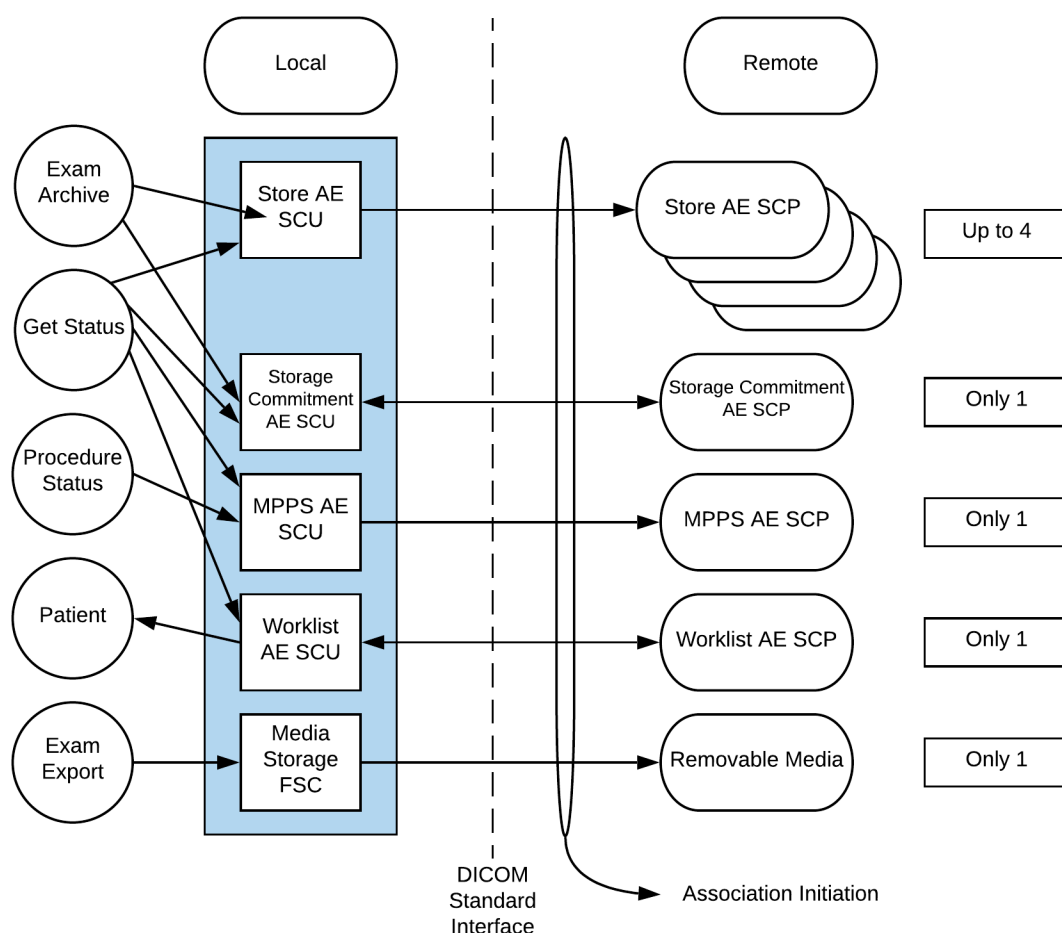 Local
Remote
Exam
Archive
Store AE
SCU
Store AE SCP
Up to 4
Get Status
Storage
Commitment
AE SCU
Storage Commitment
AE SCP
Only 1
Procedure
Status
MPPS AE
SCU
MPPS AE SCP
Only 1
Patient
Worklist
AE SCU
Worklist AE SCP
Only 1
Exam
Export
Media
Storage
FSC
Removable Media
Only 1
DICOM
Standard
Interface
Association Initiation